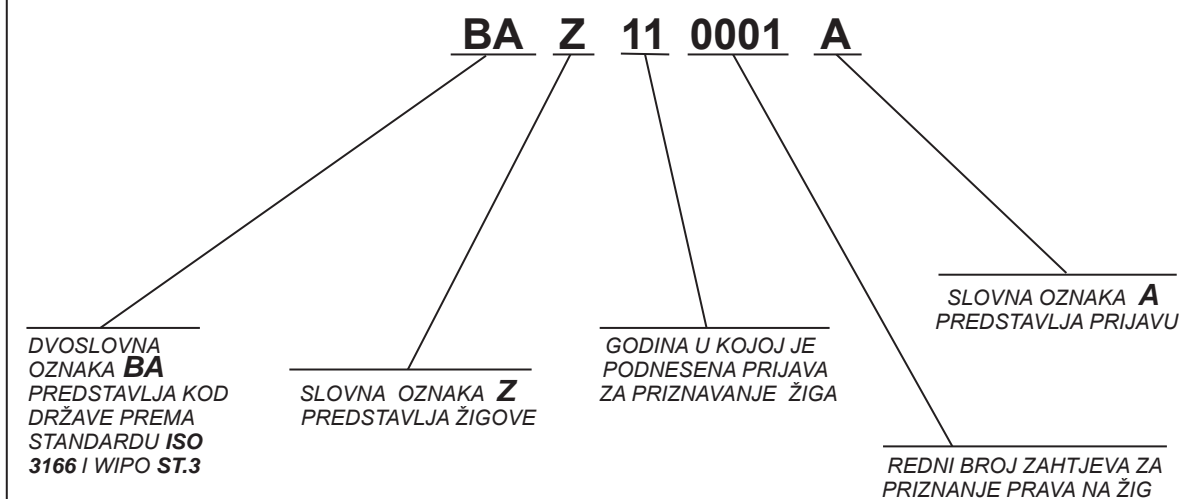 BA Z 11 0001 A
DVOSLOVNA
OZNAKA BA
PREDSTAVLJA KOD
DRŽAVE PREMA
STANDARDU ISO
3166 I WIPO ST.3
SLOVNA OZNAKA Z
PREDSTAVLJA ŽIGOVE
GODINA U KOJOJ JE
PODNESENA PRIJAVA
ZA PRIZNAVANJE ŽIGA
REDNI BROJ ZAHTJEVA ZA
PRIZNANJE PRAVA NA ŽIG
SLOVNA OZNAKA A
PREDSTAVLJA PRIJAVU